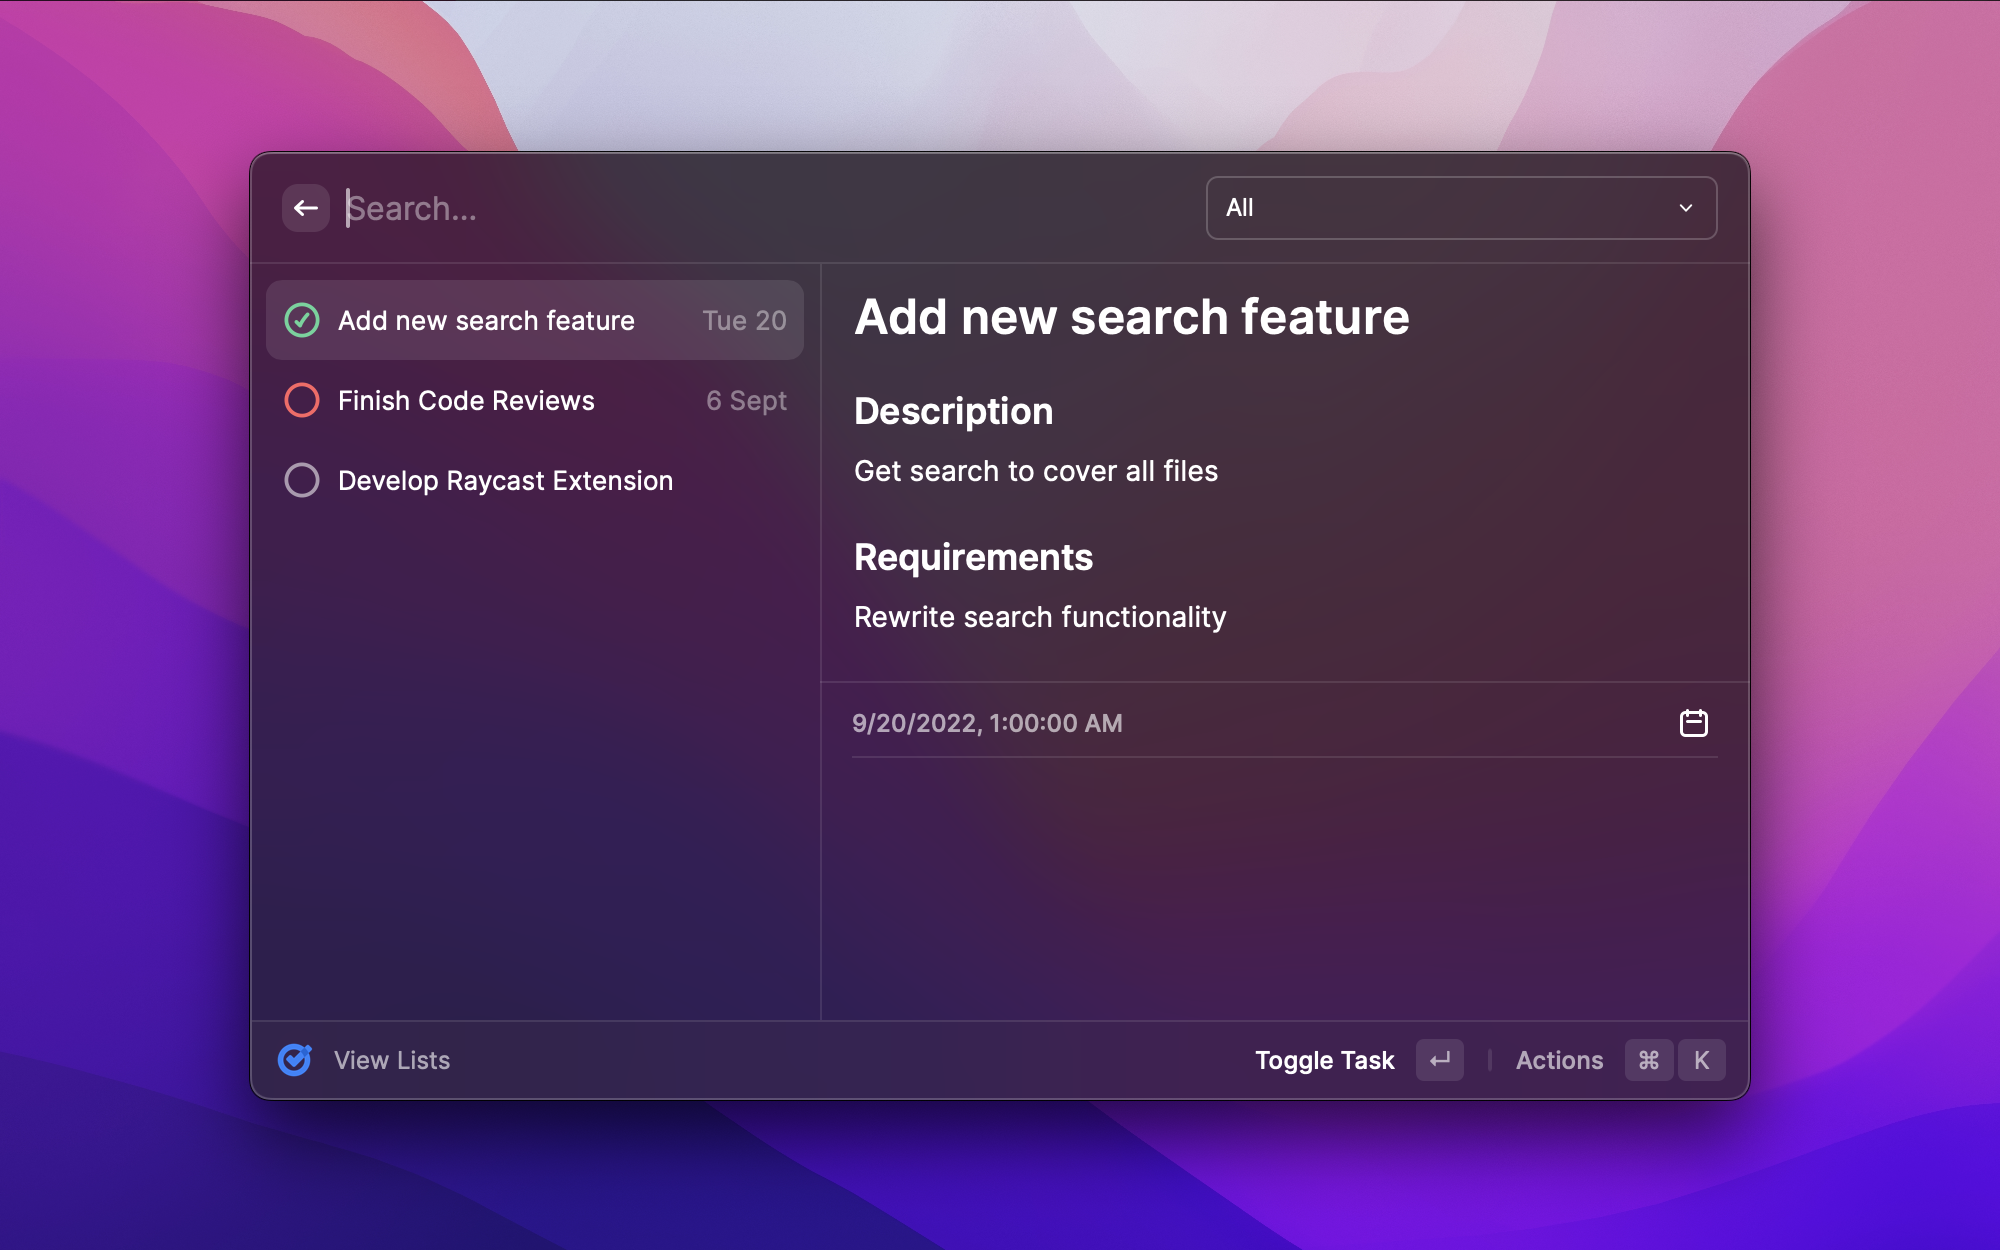 Search...
All
Add new search feature Tue 20
Finish Code Reviews 6 Sept
Develop Raycast Extension
Add new search feature
Description
Get search to cover all files
Requirements
Rewrite search functionality
9/20/2022, 1:00:00 AM
View Lists
Toggle Task ↵ | Actions ⌘ K